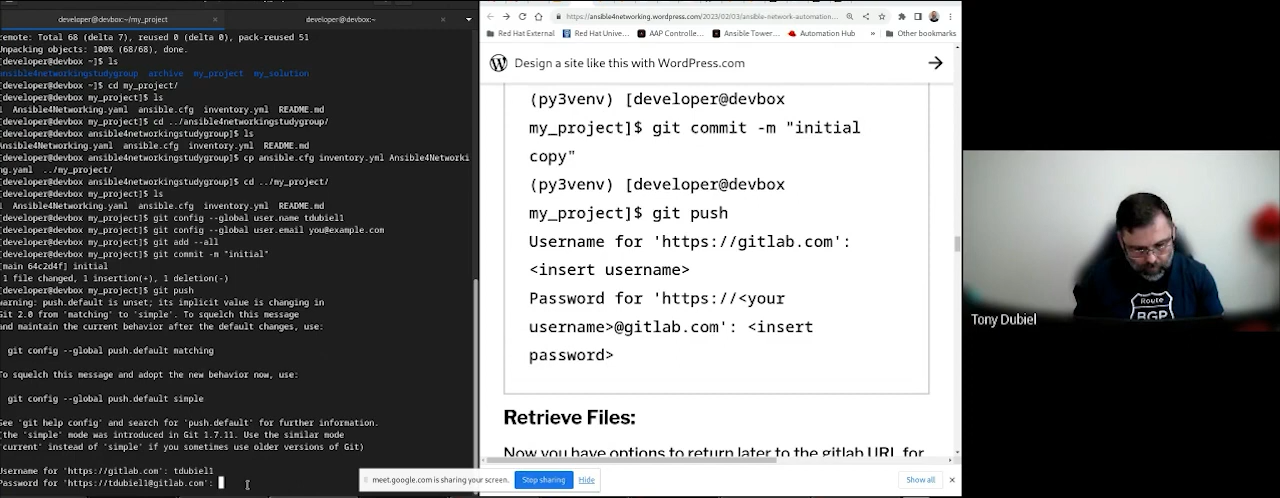 developer@devbox:~/my_project
developer@devbox:~
remote: Total 68 (delta 7), reused 0 (delta 0), pack-reused 51
Unpacking objects: 100% (68/68), done.
[developer@devbox ~]$ ls
ansible4networkingstudygroup archive my_project my_solution
[developer@devbox ~]$ cd my_project/
[developer@devbox my_project]$ ls
1 Ansible4Networking.yaml ansible.cfg inventory.yml README.md
[developer@devbox my_project]$ cd ../ansible4networkingstudygroup/
[developer@devbox ansible4networkingstudygroup]$ ls
Ansible4Networking.yaml ansible.cfg inventory.yml README.md
[developer@devbox ansible4networkingstudygroup]$ cp ansible.cfg inventory.yml Ansible4Networki
ng.yaml ../my_project/
[developer@devbox ansible4networkingstudygroup]$ cd ../my_project/
[developer@devbox my_project]$ ls
1 Ansible4Networking.yaml ansible.cfg inventory.yml README.md
[developer@devbox my_project]$ git config --global user.name tdubiel1
[developer@devbox my_project]$ git config --global user.email you@example.com
[developer@devbox my_project]$ git add --all
[developer@devbox my_project]$ git commit -m "initial"
[main 64c2d4f] initial
1 file changed, 1 insertion(+), 1 deletion(-)
[developer@devbox my_project]$ git push
warning: push.default is unset; its implicit value is changing in
Git 2.0 from 'matching' to 'simple'. To squelch this message
and maintain the current behavior after the default changes, use:
git config --global push.default matching
To squelch this message and adopt the new behavior now, use:
git config --global push.default simple
See 'git help config' and search for 'push.default' for further information.
(the 'simple' mode was introduced in Git 1.7.11. Use the similar mode
'current' instead of 'simple' if you sometimes use older versions of Git)
Username for 'https://gitlab.com': tdubiel1
Password for 'https://tdubiel1@gitlab.com':
https://ansible4networking.wordpress.com/2023/02/03/ansible-network-automation...
Red Hat External
Red Hat Unive...
AAP Controlle...
Ansible Tower...
Automation Hub
»
Other bookmarks
Design a site like this with WordPress.com
(py3venv) [developer@devbox
my_project]$ git commit -m "initial
copy"
(py3venv) [developer@devbox
my_project]$ git push
Username for 'https://gitlab.com':
<insert username>
Password for 'https://<your
username>@gitlab.com': <insert
password>
Retrieve Files:
Now you have options to return later to the gitlab URL for
meet.google.com is sharing your screen.
Stop sharing
Hide
Show all
Route
BGP
Tony Dubiel